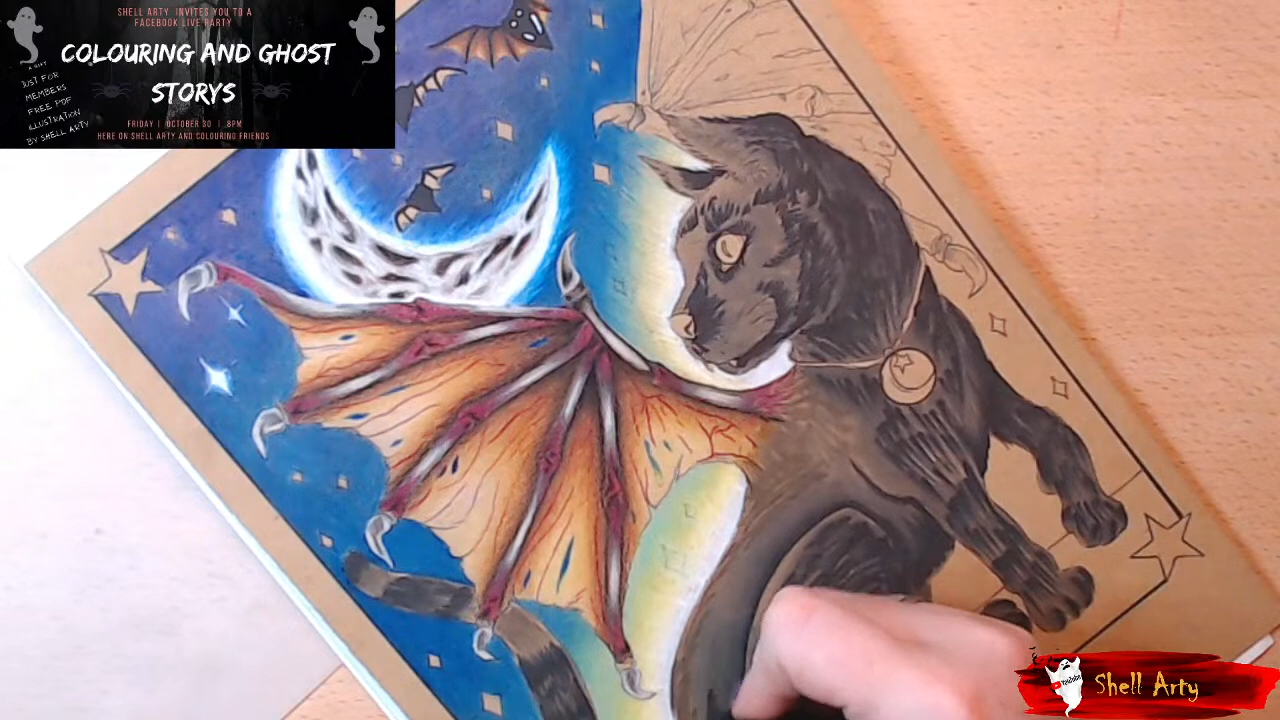 SHELL ARTY INVITES YOU TO A
FACEBOOK LIVE PARTY
COLOURING AND GHOST
STORYS
A GIFT
JUST FOR
MEMBERS
FREE PDF
ILLUSTRATION
BY SHELL ARTY
FRIDAY | OCTOBER 30 | 8PM
HERE ON SHELL ARTY AND COLOURING FRIENDS
Shell Arty